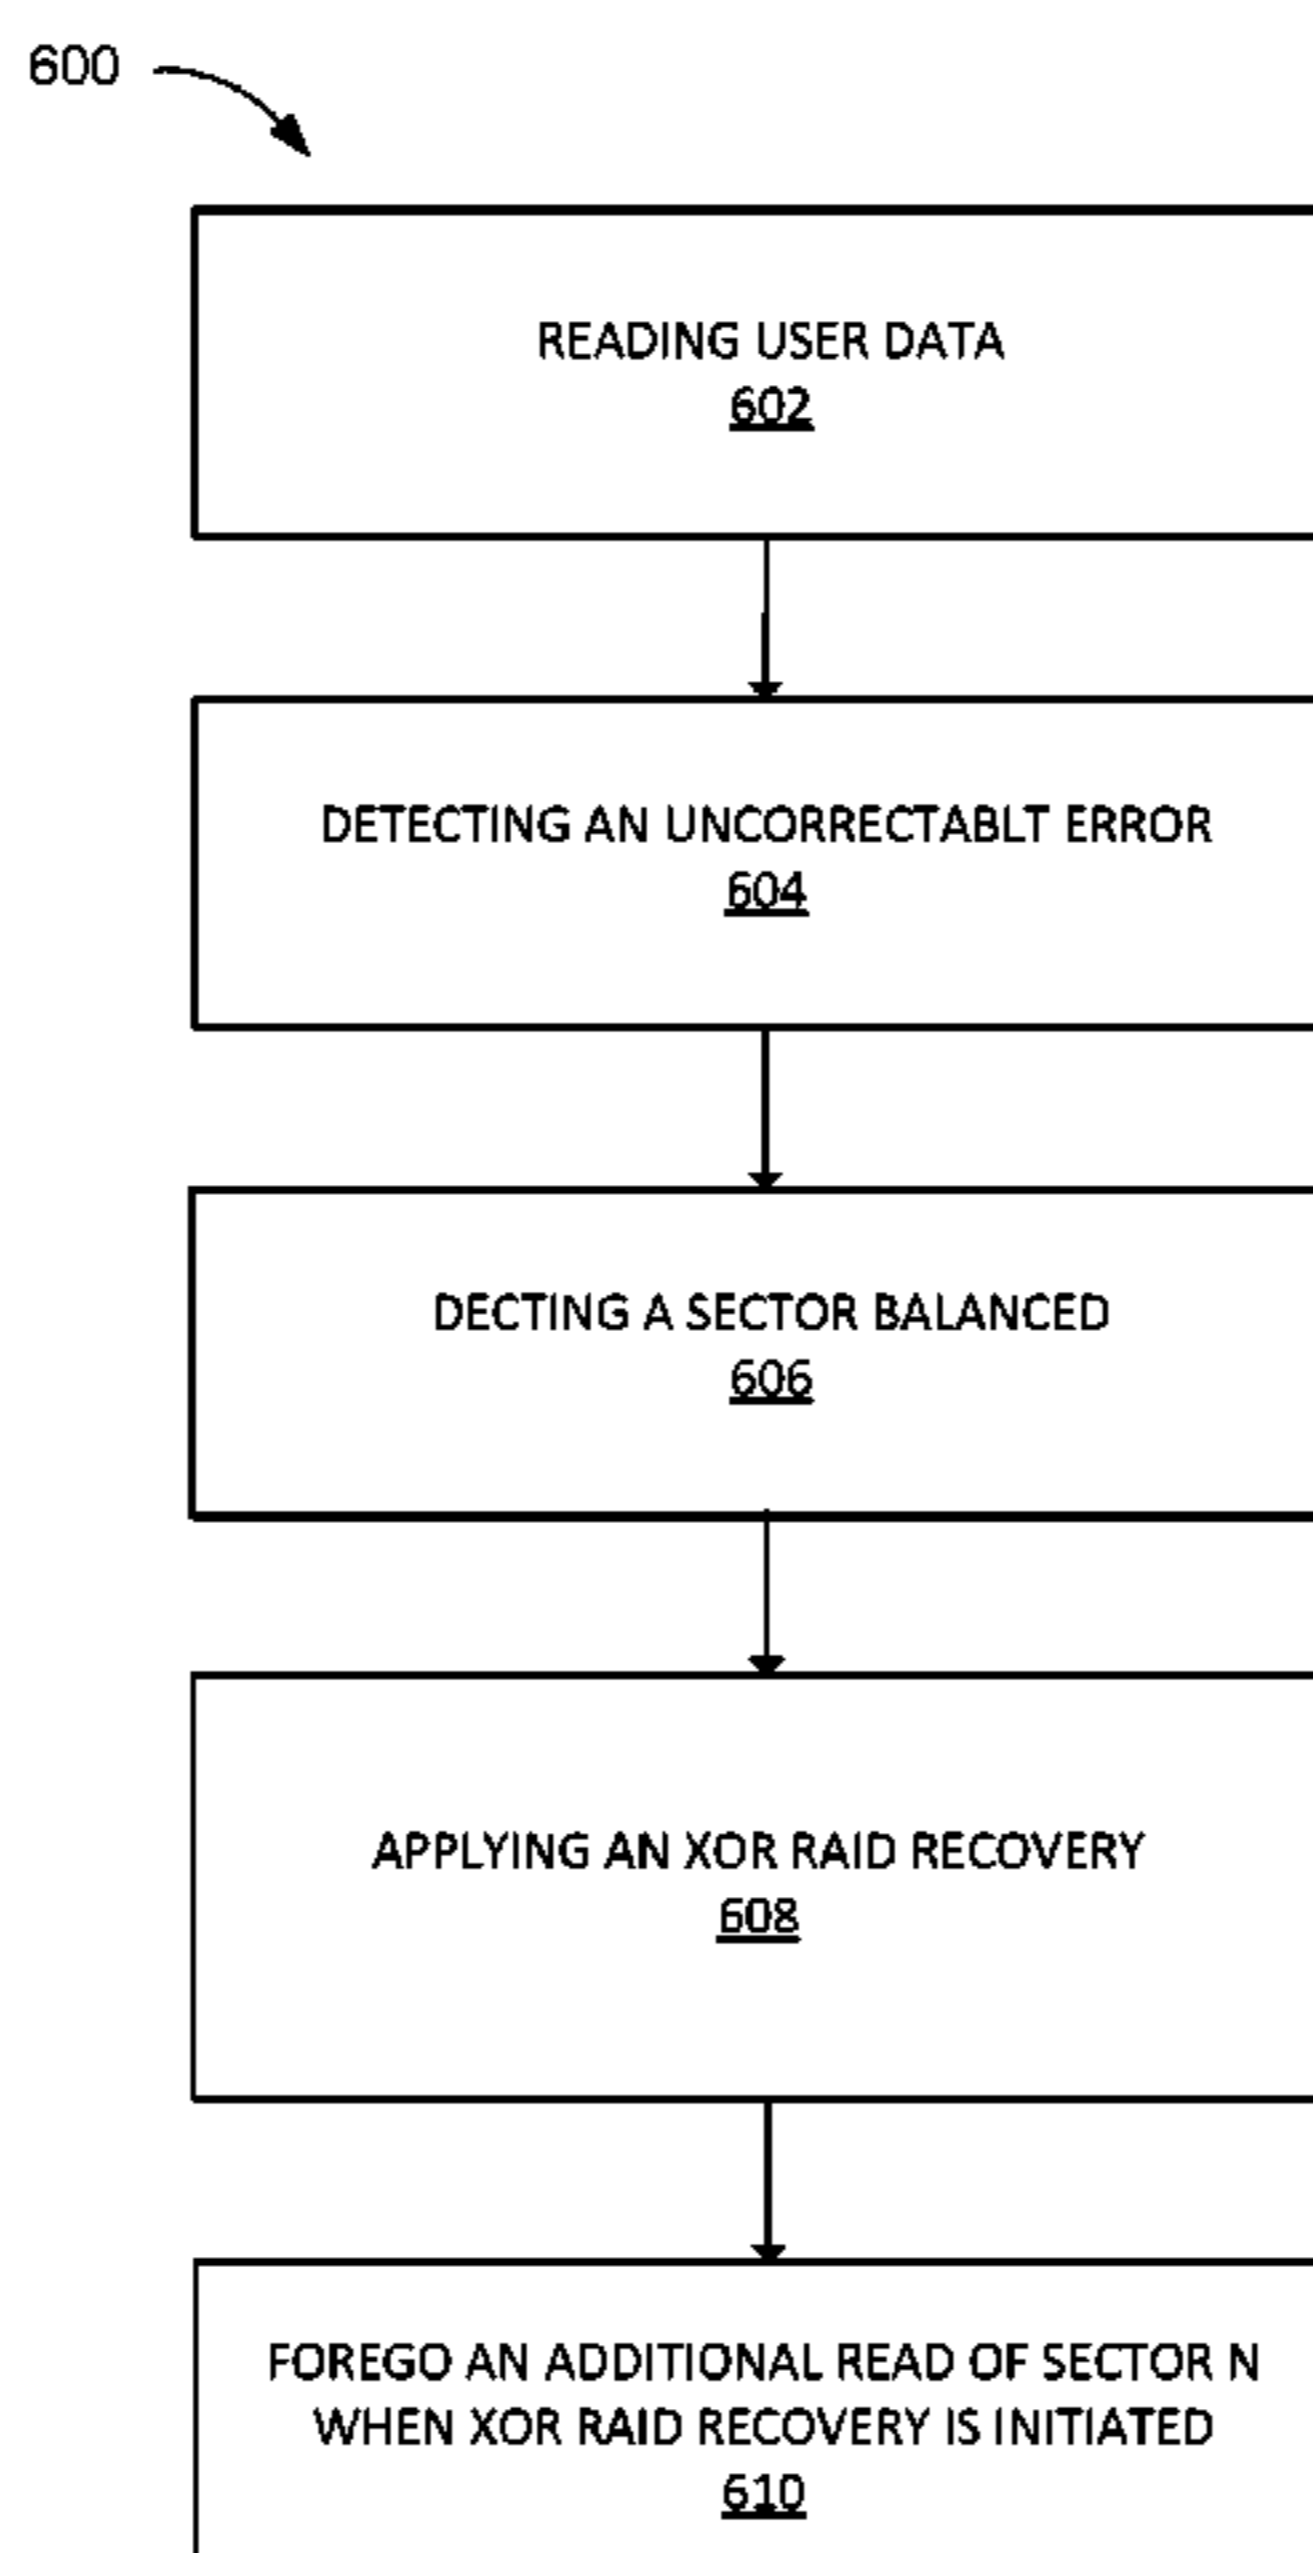 600
READING USER DATA
602
DETECTING AN UNCORRECTABLT ERROR
604
DECTING A SECTOR BALANCED
606
APPLYING AN XOR RAID RECOVERY
608
FOREGO AN ADDITIONAL READ OF SECTOR N
WHEN XOR RAID RECOVERY IS INITIATED
610